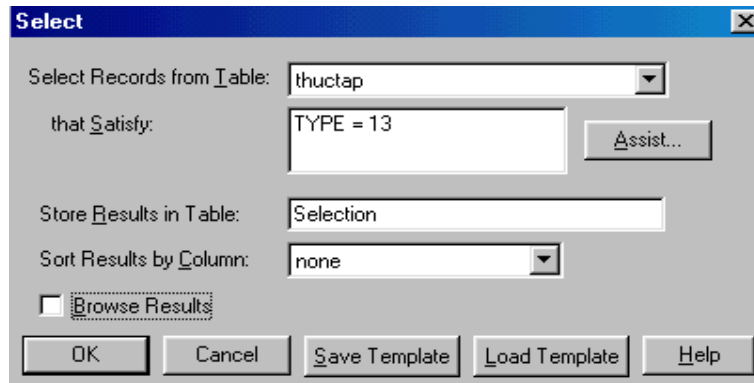 Select
Select Records from Table: thuctap
that Satisfy: TYPE = 13
Assist...
Store Results in Table: Selection
Sort Results by Column: none
Browse Results
OK Cancel Save Template Load Template Help